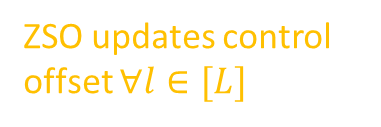 ZSO updates control
offset ∀𝑙 ∈ [𝐿]